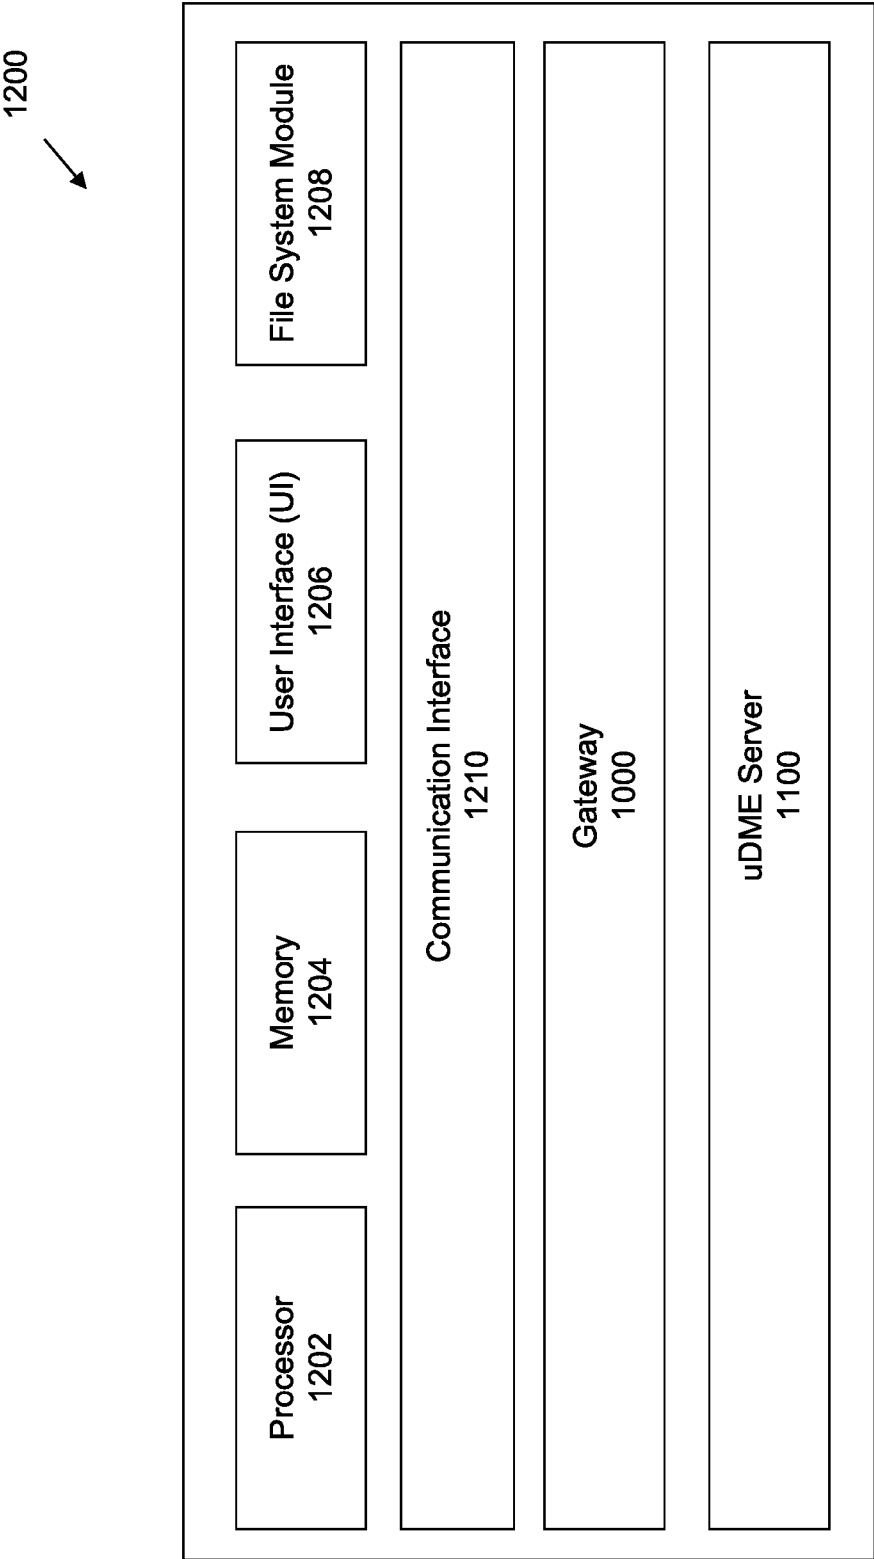 1200
Processor
1202
Memory
1204
User Interface (UI)
1206
File System Module
1208
Communication Interface
1210
Gateway
1000
uDME Server
1100